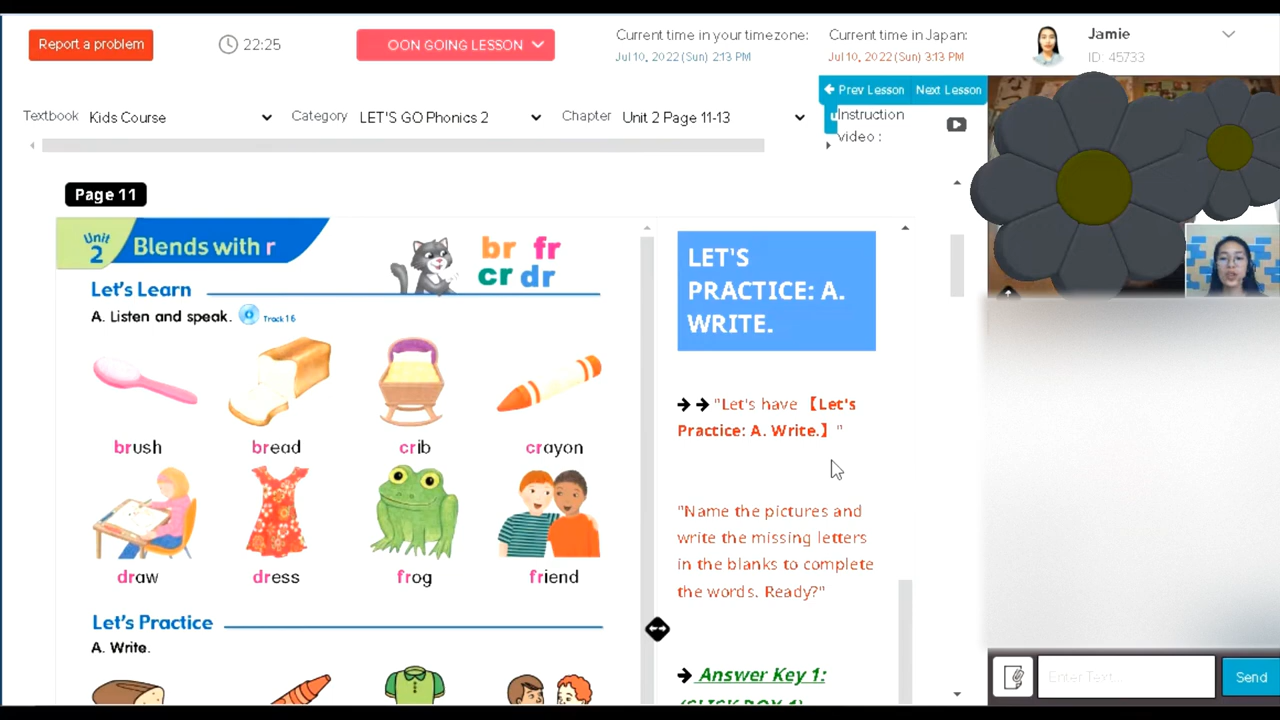 Report a problem
22:25
OON GOING LESSON
Current time in your timezone:
Jul 10, 2022 (Sun) 2:13 PM
Current time in Japan:
Jul 10, 2022 (Sun) 3:13 PM
Jamie
ID: 45733
Prev Lesson
Next Lesson
Textbook Kids Course
Category LET'S GO Phonics 2
Chapter Unit 2 Page 11-13
u
Instruction
video :
Page 11
Unit
2
Blends with r
br fr
cr dr
Let's Learn
A. Listen and speak.
Track 16
brush
bread
crib
crayon
draw
dress
frog
friend
Let's Practice
A. Write.
LET'S
PRACTICE: A.
WRITE.
→ → "Let's have 【Let's
Practice: A. Write.】 "
"Name the pictures and
write the missing letters
in the blanks to complete
the words. Ready?"
→ Answer Key 1:
(CLICK BOX 1)
Enter Text...
Send